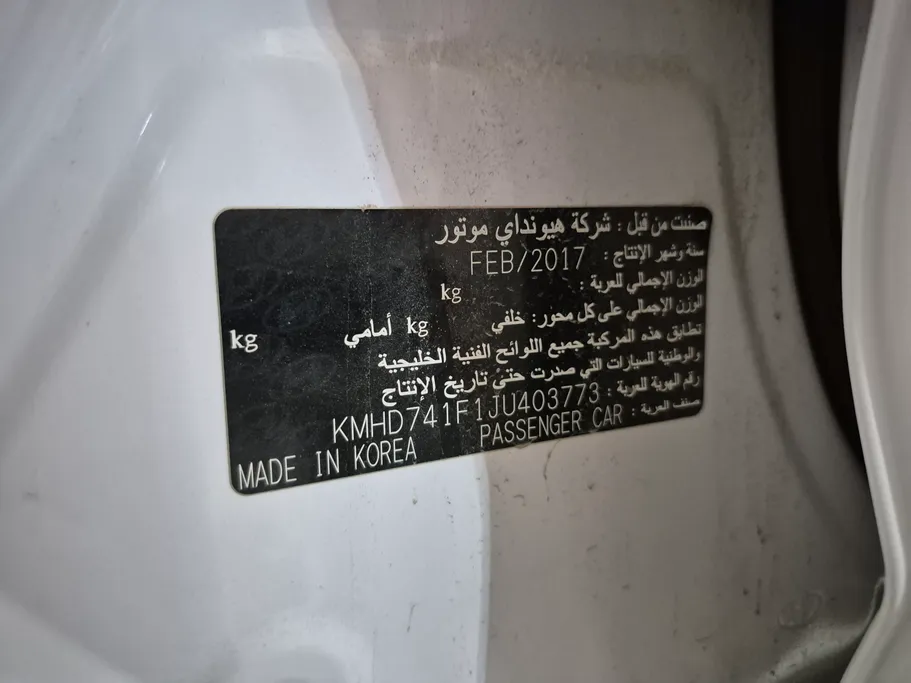 صنعت من قبل : شركة هيونداي موتور
سنة وشهر الإنتاج : FEB/2017
الوزن الإجمالي للعربة : kg
الوزن الإجمالي على كل محور: خلفي kg أمامي kg
تطابق هذه المركبة جميع اللوائح الفنية الخليجية
والوطنية للسيارات التي صدرت حتىْ تاريخ الإنتاج
رقم الهوية للعربة : KMHD741F1JU403773
صنف العربة : PASSENGER CAR
MADE IN KOREA